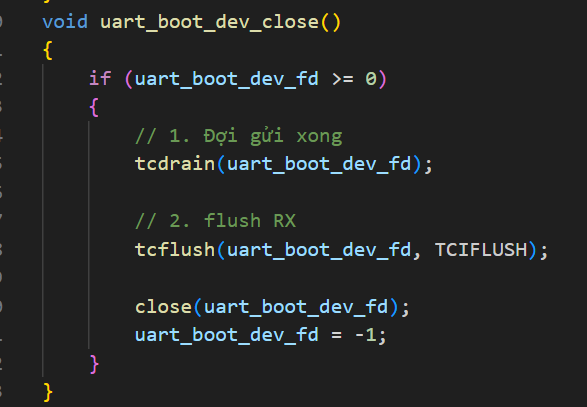 void uart_boot_dev_close()
{
if (uart_boot_dev_fd >= 0)
{
// 1. Đợi gửi xong
tcdrain(uart_boot_dev_fd);
// 2. flush RX
tcflush(uart_boot_dev_fd, TCIFLUSH);
close(uart_boot_dev_fd);
uart_boot_dev_fd = -1;
}
}